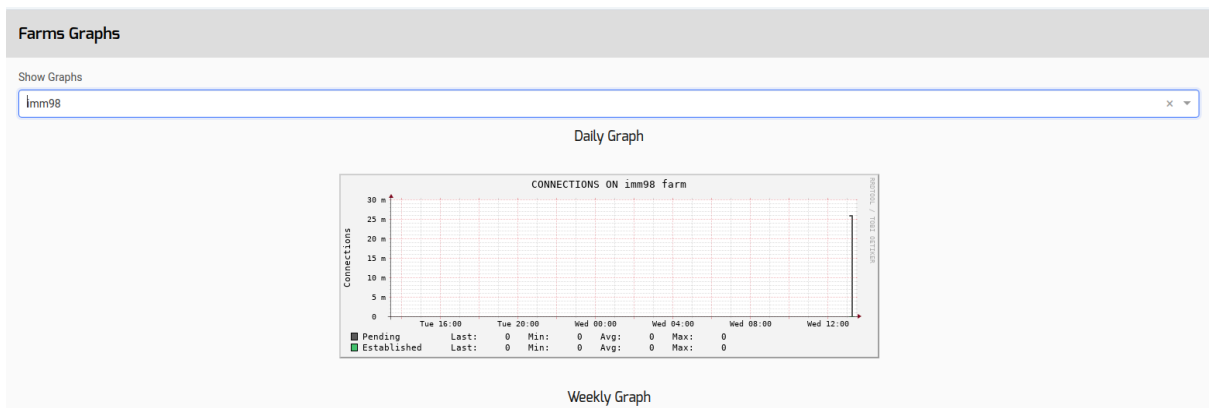 Farms Graphs
Show Graphs
imm98
Daily Graph
CONNECTIONS ON imm98 farm
RRDTOOL / TOBI OETIKER
Connections
30 m
25 m
20 m
15 m
10 m
5 m
0
Tue 16:00 Tue 20:00 Wed 00:00 Wed 04:00 Wed 08:00 Wed 12:00
Pending Last: 0 Min: 0 Avg: 0 Max: 0
Established Last: 0 Min: 0 Avg: 0 Max: 0
Weekly Graph